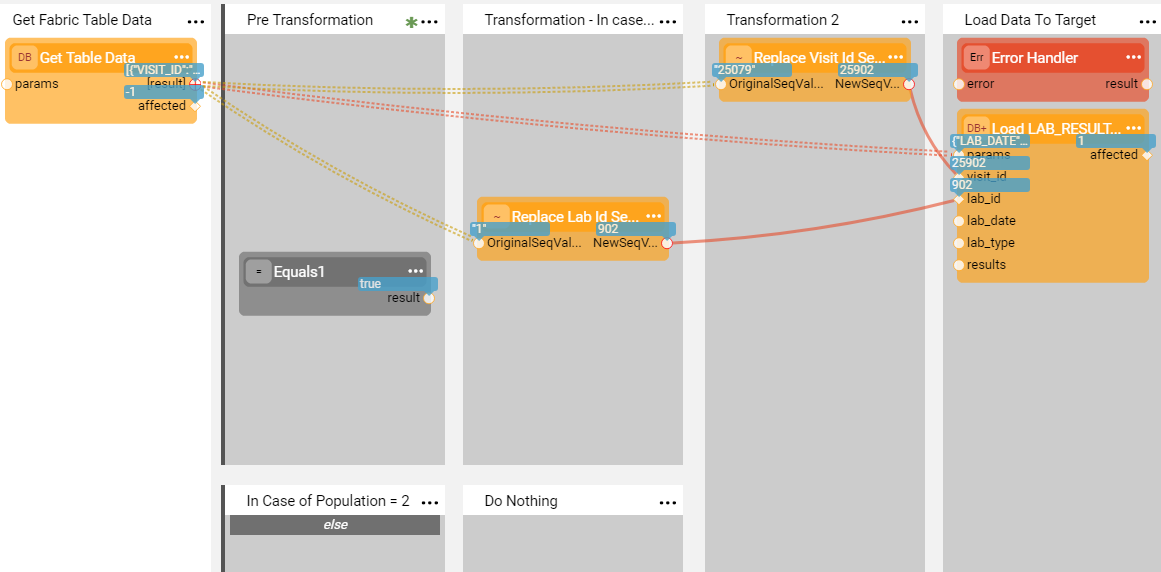 Get Fabric Table Data
Pre Transformation
Transformation - In case...
Transformation 2
Load Data To Target
DB Get Table Data
[{"VISIT_ID":"...
params
[result]
-1
affected
= Equals1
true
result
~ Replace Lab Id Se...
"1"
902
OriginalSeqVal...
NewSeqV...
~ Replace Visit Id Se...
"25079"
25902
OriginalSeqVal...
NewSeqV...
Err Error Handler
error
result
DB+ Load LAB_RESULT...
{"LAB_DATE"...
1
params
affected
25902
visit_id
902
lab_id
lab_date
lab_type
results
In Case of Population = 2
else
Do Nothing